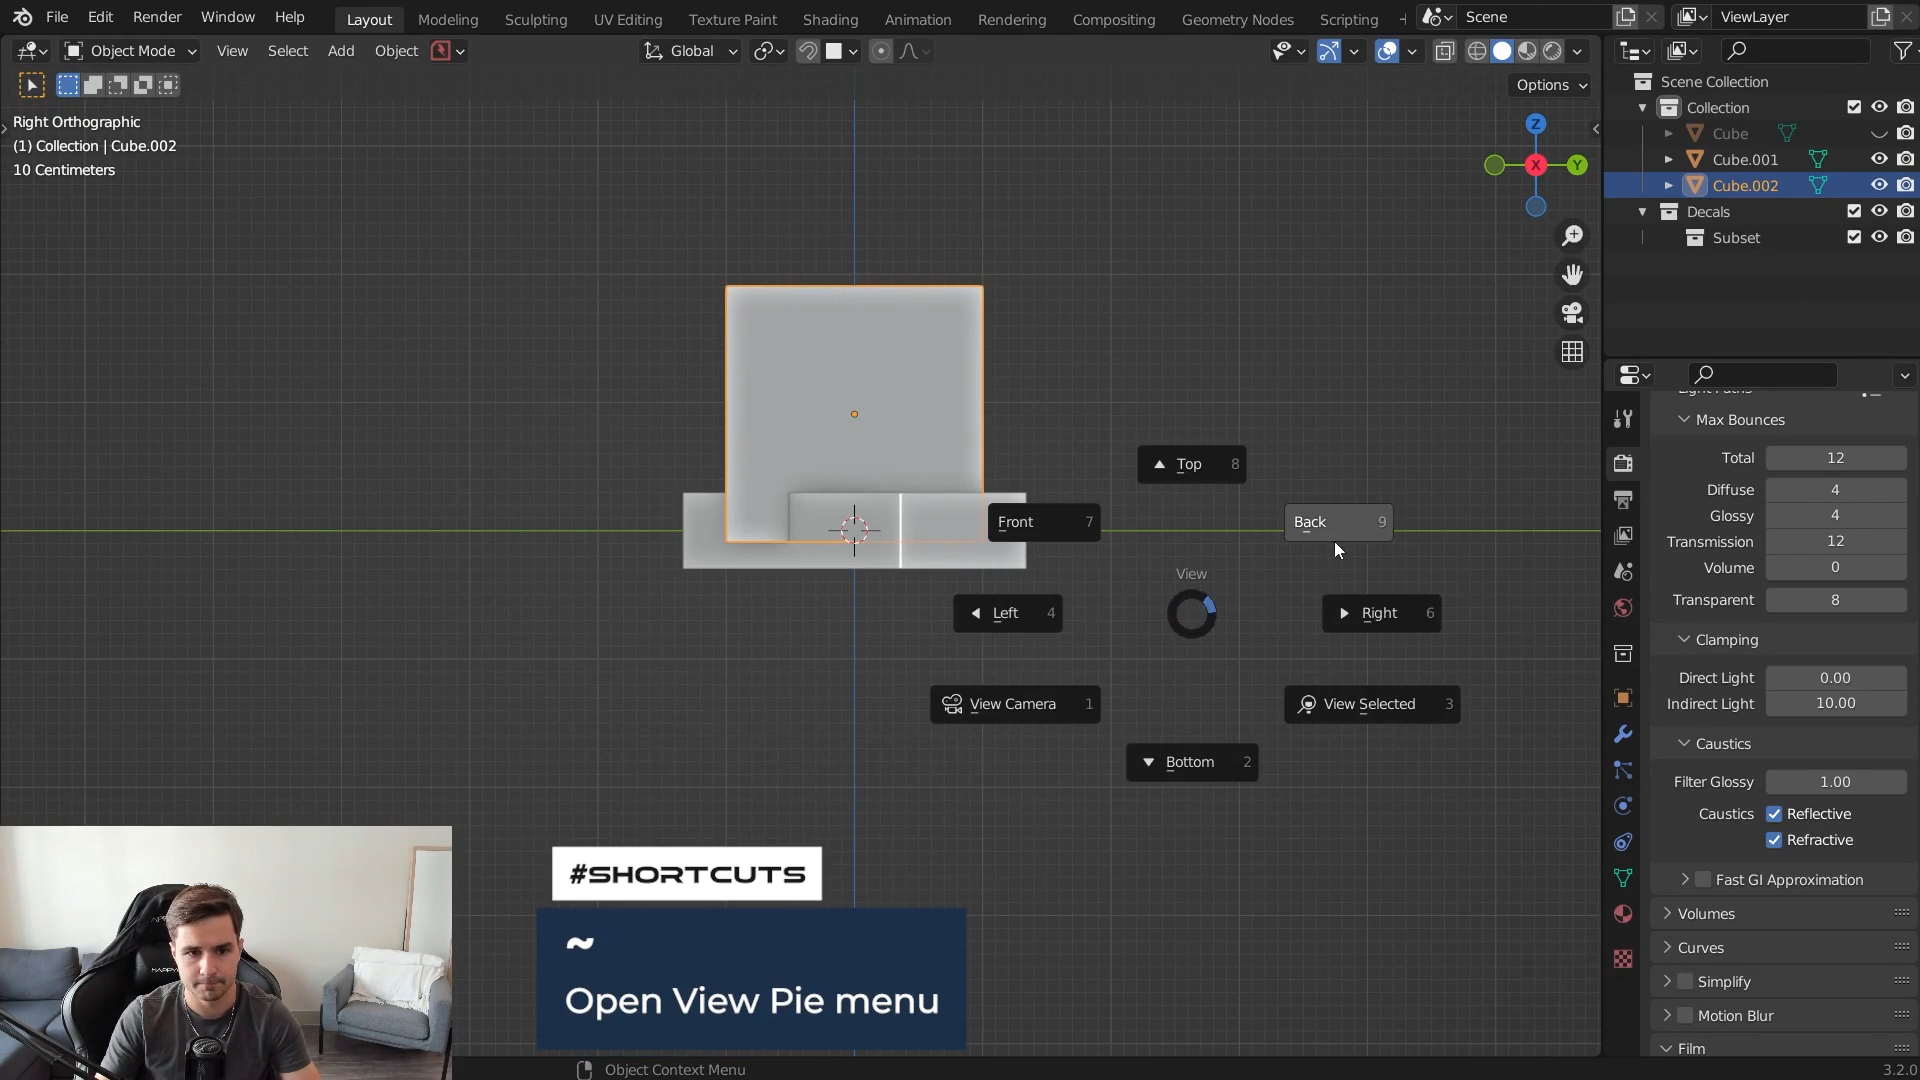 File Edit Render Window Help
Layout Modeling Sculpting UV Editing Texture Paint Shading Animation Rendering Compositing Geometry Nodes Scripting
Scene
ViewLayer
Object Mode View Select Add Object
Global
Options
Right Orthographic
(1) Collection | Cube.002
10 Centimeters
Z
X
Y
Scene Collection
Collection
Cube
Cube.001
Cube.002
Decals
Subset
Top 8
Front 7
Back 9
View
Left 4
Right 6
View Camera 1
View Selected 3
Bottom 2
Max Bounces
Total 12
Diffuse 4
Glossy 4
Transmission 12
Volume 0
Transparent 8
Clamping
Direct Light 0.00
Indirect Light 10.00
Caustics
Filter Glossy 1.00
Caustics Reflective
Refractive
Fast GI Approximation
Volumes
Curves
Simplify
Motion Blur
Film
#SHORTCUTS
~
Open View Pie menu
Object Context Menu
3.2.0